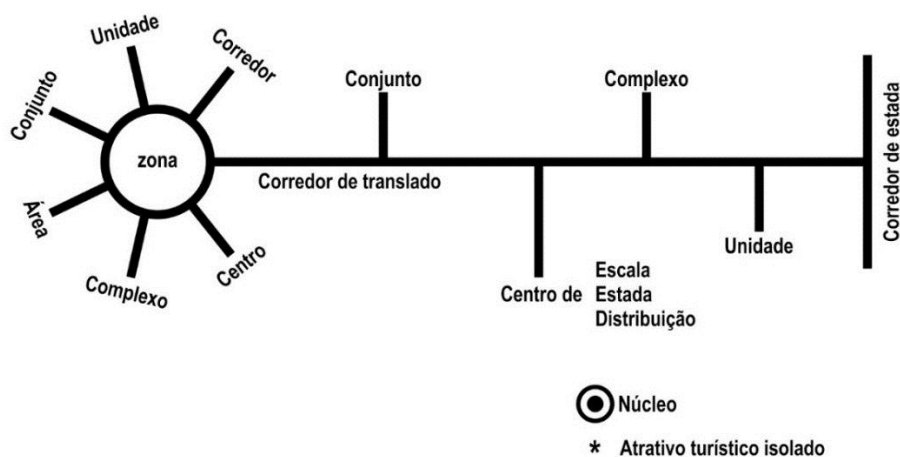 Unidade
Corredor
Conjunto
zona
Área
Complexo
Centro
Conjunto
Complexo
Corredor de translado
Centro de
Escala
Estada
Distribuição
Unidade
Corredor de estada
Núcleo
* Atrativo turístico isolado